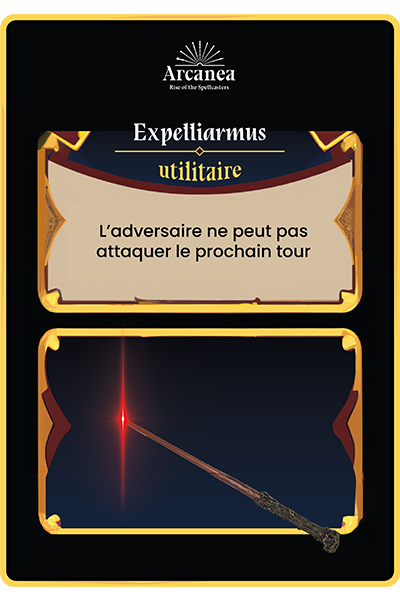 Arcanea
Rise of the Spellcasters
Expelliarmus
utilitaire
L’adversaire ne peut pas
attaquer le prochain tour